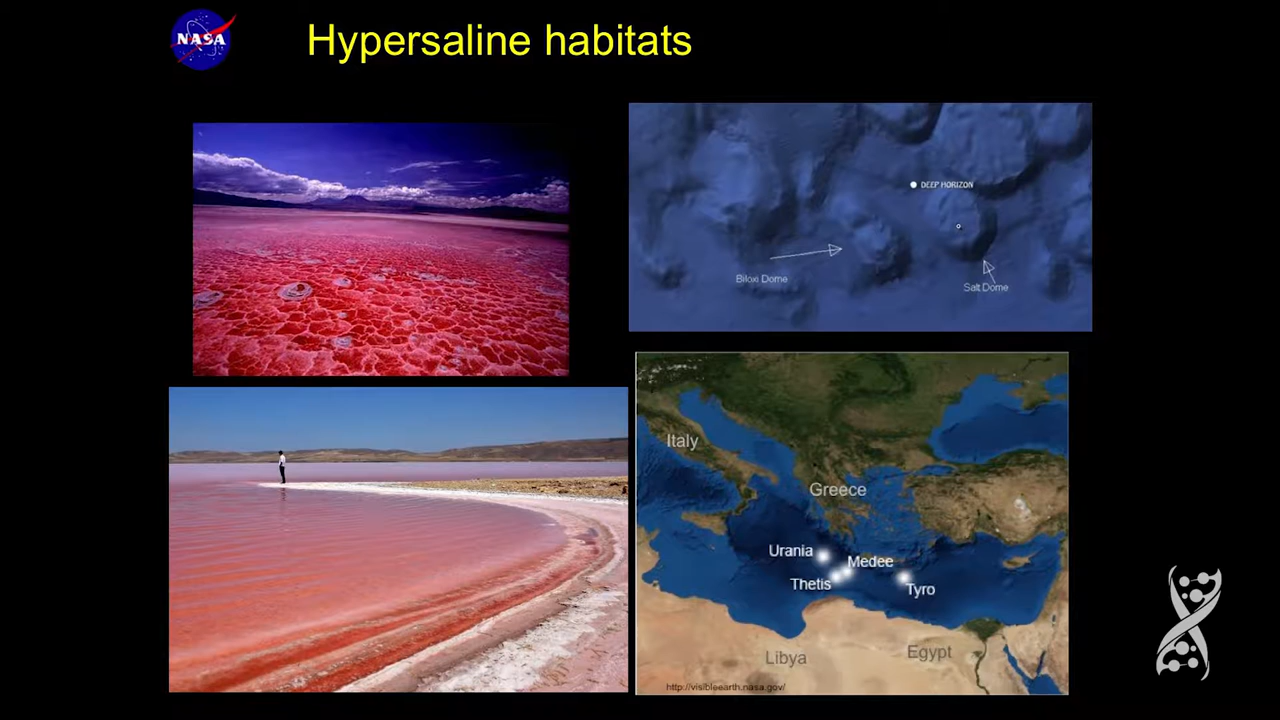 NASA
Hypersaline habitats
DEEP HORIZON
Biloxi Dome
Salt Dome
Italy
Greece
Urania
Medee
Thetis
Tyro
Libya
Egypt
http://visibleearth.nasa.gov/